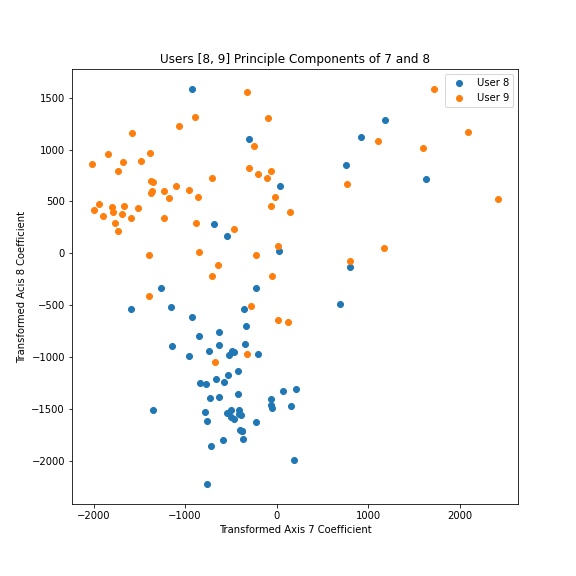 Users [8, 9] Principle Components of 7 and 8
User 8
User 9
1500
1000
500
0
−500
−1000
−1500
−2000
Transformed Acis 8 Coefficient
−2000
−1000
0
1000
2000
Transformed Axis 7 Coefficient